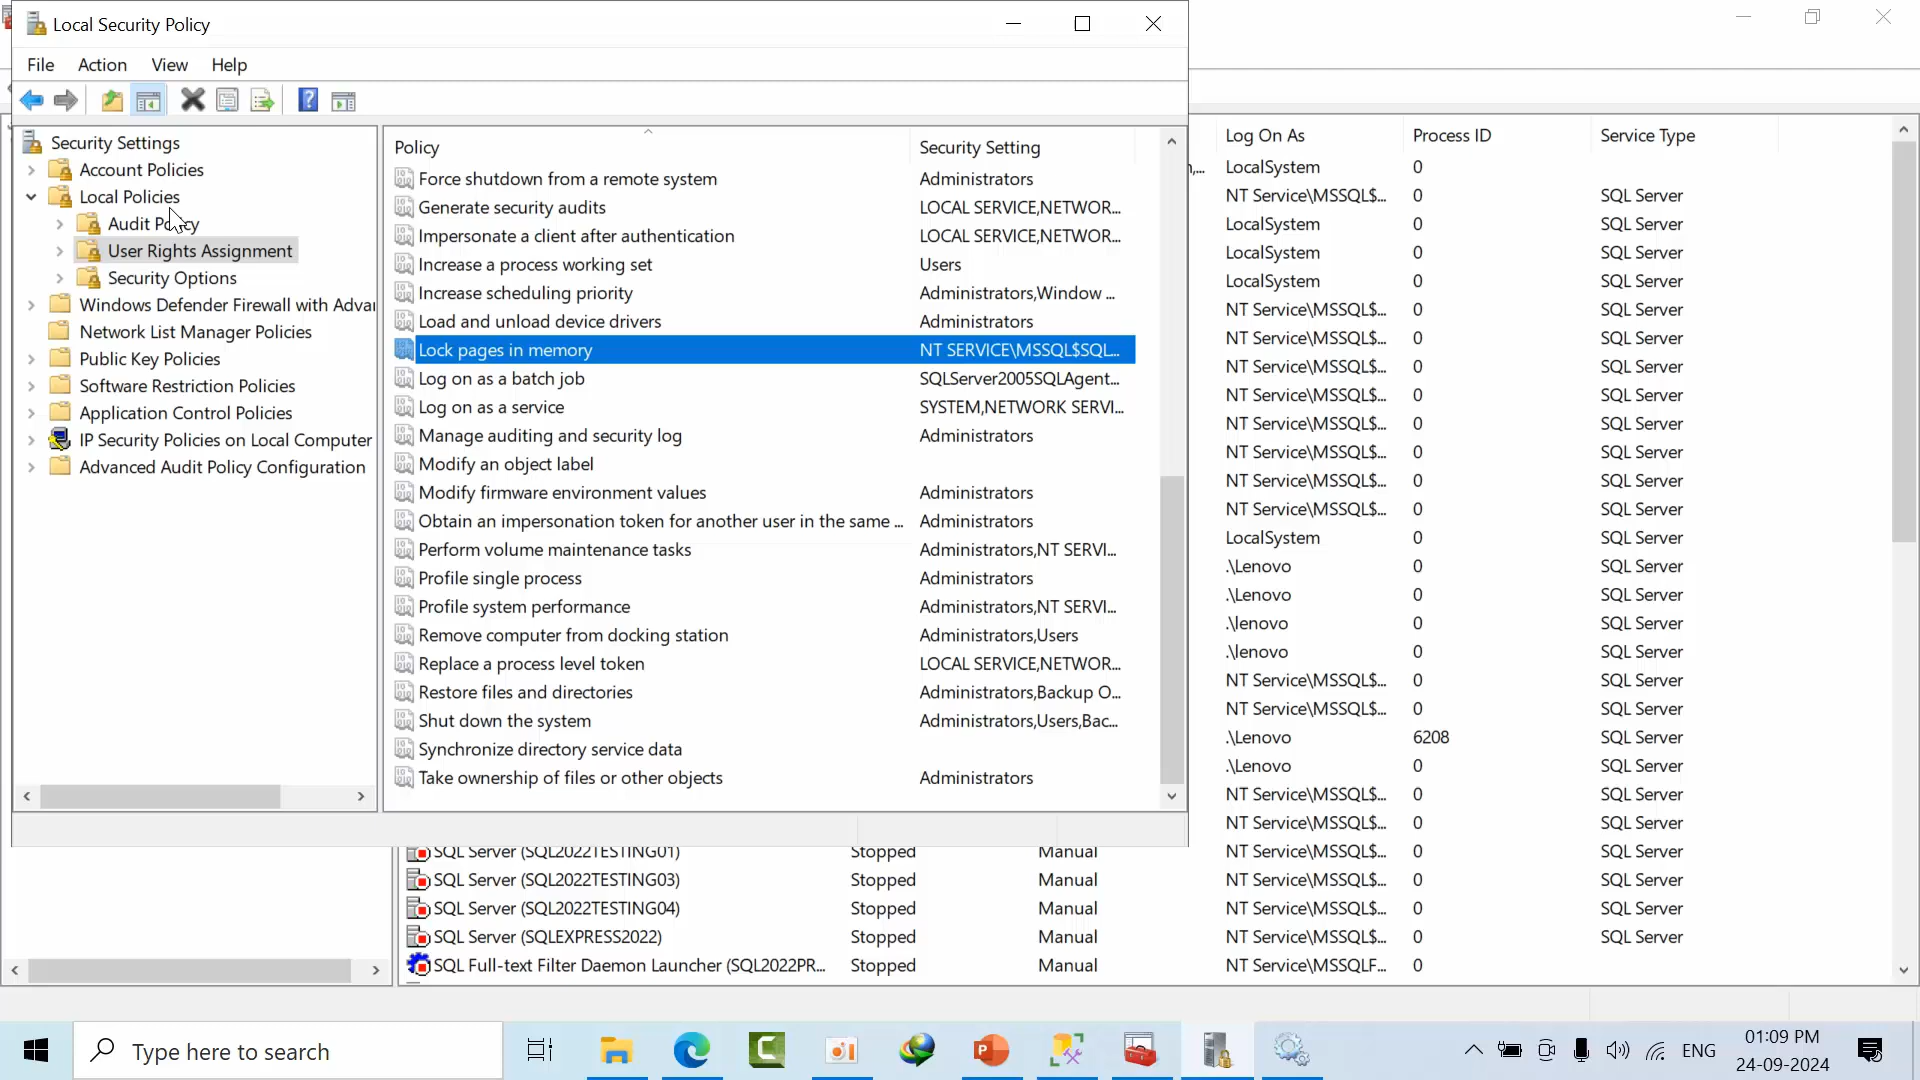 Local Security Policy
File Action View Help
Security Settings
Account Policies
Local Policies
Audit Policy
User Rights Assignment
Security Options
Windows Defender Firewall with Advai
Network List Manager Policies
Public Key Policies
Software Restriction Policies
Application Control Policies
IP Security Policies on Local Computer
Advanced Audit Policy Configuration
Policy Security Setting
Force shutdown from a remote system Administrators
Generate security audits LOCAL SERVICE,NETWOR...
Impersonate a client after authentication LOCAL SERVICE,NETWOR...
Increase a process working set Users
Increase scheduling priority Administrators,Window ...
Load and unload device drivers Administrators
Lock pages in memory NT SERVICE\MSSQL$SQL...
Log on as a batch job SQLServer2005SQLAgent...
Log on as a service SYSTEM,NETWORK SERVI...
Manage auditing and security log Administrators
Modify an object label
Modify firmware environment values Administrators
Obtain an impersonation token for another user in the same ... Administrators
Perform volume maintenance tasks Administrators,NT SERVI...
Profile single process Administrators
Profile system performance Administrators,NT SERVI...
Remove computer from docking station Administrators,Users
Replace a process level token LOCAL SERVICE,NETWOR...
Restore files and directories Administrators,Backup O...
Shut down the system Administrators,Users,Bac...
Synchronize directory service data
Take ownership of files or other objects Administrators
Log On As Process ID Service Type
LocalSystem 0
NT Service\MSSQL$... 0 SQL Server
LocalSystem 0 SQL Server
LocalSystem 0 SQL Server
LocalSystem 0 SQL Server
NT Service\MSSQL$... 0 SQL Server
NT Service\MSSQL$... 0 SQL Server
NT Service\MSSQL$... 0 SQL Server
NT Service\MSSQL$... 0 SQL Server
NT Service\MSSQL$... 0 SQL Server
NT Service\MSSQL$... 0 SQL Server
NT Service\MSSQL$... 0 SQL Server
NT Service\MSSQL$... 0 SQL Server
LocalSystem 0 SQL Server
.\Lenovo 0 SQL Server
.\Lenovo 0 SQL Server
.\lenovo 0 SQL Server
.\lenovo 0 SQL Server
NT Service\MSSQL$... 0 SQL Server
NT Service\MSSQL$... 0 SQL Server
.\Lenovo 6208 SQL Server
.\Lenovo 0 SQL Server
NT Service\MSSQL$... 0 SQL Server
NT Service\MSSQL$... 0 SQL Server
SQL Server (SQL2022TESTING01) Stopped Manual NT Service\MSSQL$... 0 SQL Server
SQL Server (SQL2022TESTING03) Stopped Manual NT Service\MSSQL$... 0 SQL Server
SQL Server (SQL2022TESTING04) Stopped Manual NT Service\MSSQL$... 0 SQL Server
SQL Server (SQLEXPRESS2022) Stopped Manual NT Service\MSSQL$... 0 SQL Server
SQL Full-text Filter Daemon Launcher (SQL2022PR... Stopped Manual NT Service\MSSQLF... 0
Type here to search
ENG
01:09 PM
24-09-2024